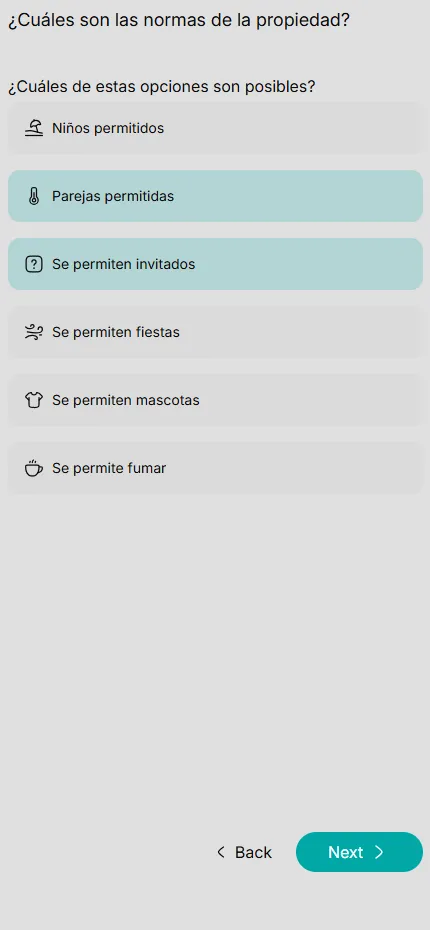 ¿Cuáles son las normas de la propiedad?
¿Cuáles de estas opciones son posibles?
Niños permitidos
Parejas permitidas
Se permiten invitados
Se permiten fiestas
Se permiten mascotas
Se permite fumar
Back
Next